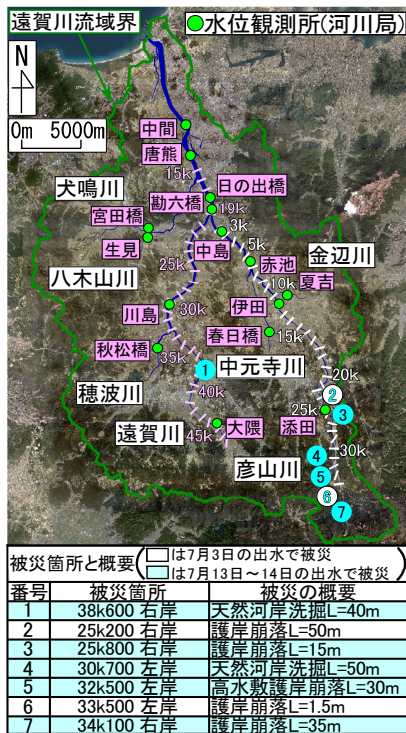 遠賀川流域界
水位観測所(河川局)
N
0m 5000m
中間
唐熊
15k
犬鳴川
日の出橋
勘六橋
19k
宮田橋
3k
生見
中島
5k
金辺川
八木山川
25k
赤池
夏吉
10k
伊田
30k
川島
春日橋
15k
秋松橋
35k
1
中元寺川
20k
穂波川
40k
2
25k
3
遠賀川
45k
大隈
添田
4
30k
彦山川
5
6
7
被災箇所と概要(□は7月3日の出水で被災
□は7月13日~14日の出水で被災)
番号 被災箇所 被災の概要
1 38k600 右岸 天然河岸洗掘L=40m
2 25k200 右岸 護岸崩落L=50m
3 25k800 右岸 護岸崩落L=15m
4 30k700 左岸 天然河岸洗掘L=50m
5 32k500 左岸 高水敷護岸崩落L=30m
6 33k500 左岸 護岸崩落L=1.5m
7 34k100 右岸 護岸崩落L=35m